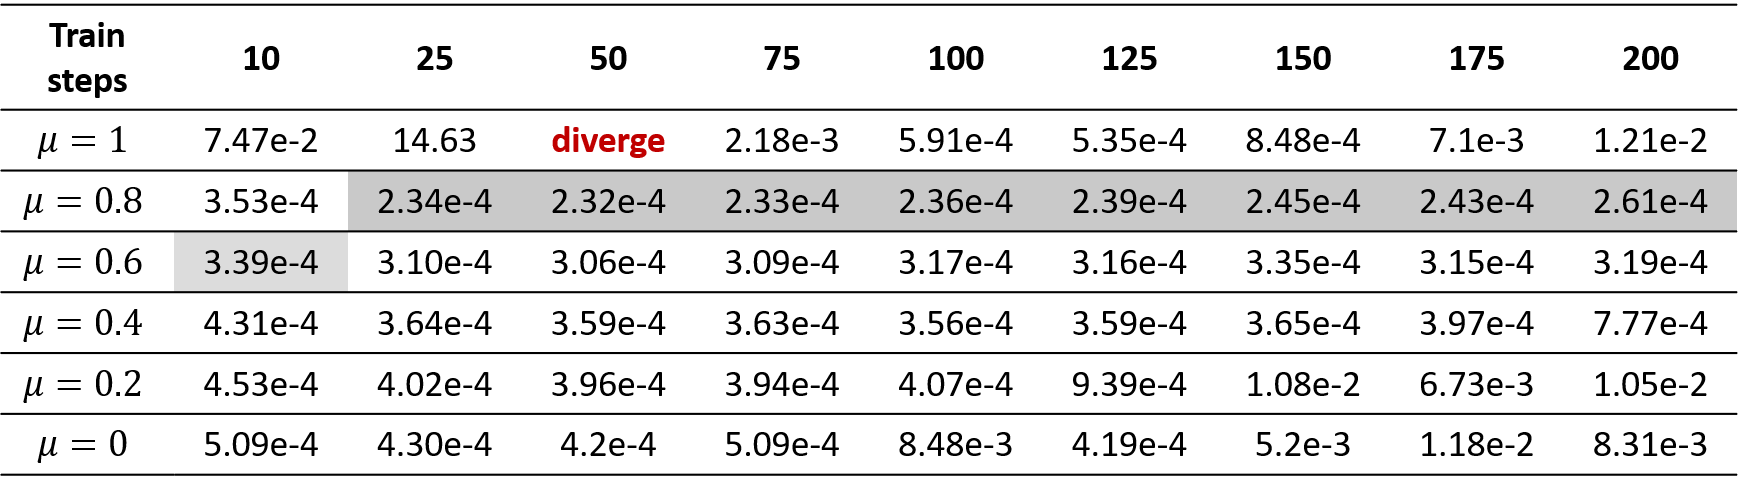 Train steps 10 25 50 75 100 125 150 175 200
μ = 1 7.47e-2 14.63 diverge 2.18e-3 5.91e-4 5.35e-4 8.48e-4 7.1e-3 1.21e-2
μ = 0.8 3.53e-4 2.34e-4 2.32e-4 2.33e-4 2.36e-4 2.39e-4 2.45e-4 2.43e-4 2.61e-4
μ = 0.6 3.39e-4 3.10e-4 3.06e-4 3.09e-4 3.17e-4 3.16e-4 3.35e-4 3.15e-4 3.19e-4
μ = 0.4 4.31e-4 3.64e-4 3.59e-4 3.63e-4 3.56e-4 3.59e-4 3.65e-4 3.97e-4 7.77e-4
μ = 0.2 4.53e-4 4.02e-4 3.96e-4 3.94e-4 4.07e-4 9.39e-4 1.08e-2 6.73e-3 1.05e-2
μ = 0 5.09e-4 4.30e-4 4.2e-4 5.09e-4 8.48e-3 4.19e-4 5.2e-3 1.18e-2 8.31e-3